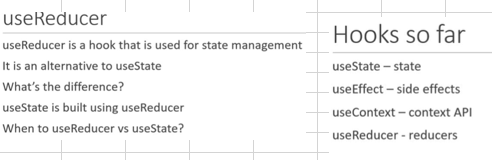 useReducer
useReducer is a hook that is used for state management
It is an alternative to useState
What's the difference?
useState is built using useReducer
When to useReducer vs useState?
Hooks so far
useState – state
useEffect – side effects
useContext – context API
useReducer - reducers